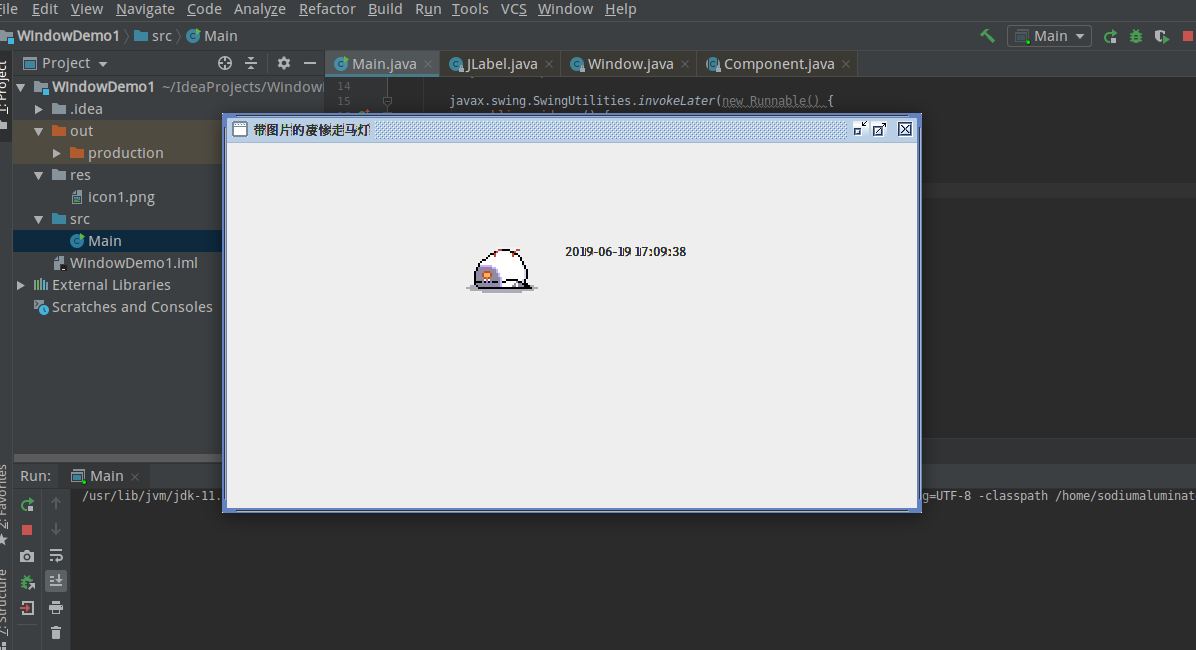 File Edit View Navigate Code Analyze Refactor Build Run Tools VCS Window Help
WIndowDemo1 src Main
Main
1: Project
Project
Main.java JLabel.java Window.java Component.java
WIndowDemo1 ~/IdeaProjects/Window
.idea
out
production
res
icon1.png
src
Main
WindowDemo1.iml
External Libraries
Scratches and Consoles
14
15 javax.swing.SwingUtilities.invokeLater(new Runnable() {
带图片的凄惨走马灯
2019-06-19 17:09:38
Run: Main
/usr/lib/jvm/jdk-11.
g=UTF-8 -classpath /home/sodiumaluminat
2: Favorites
7: Structure